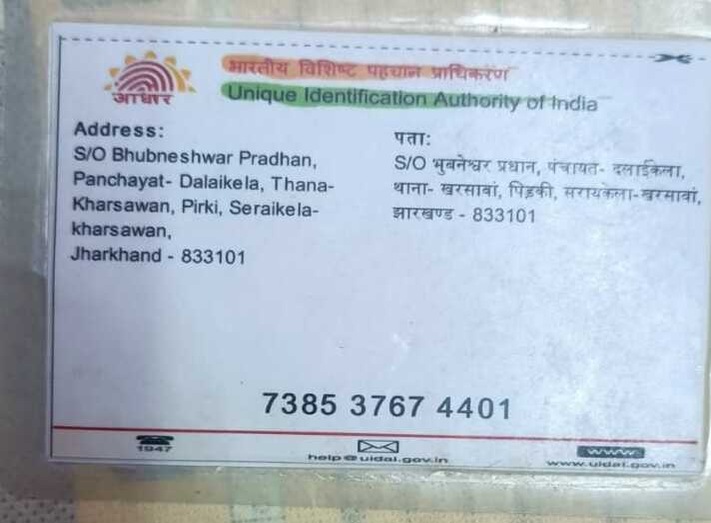 आधार
भारतीय विशिष्ट पहचान प्राधिकरण
Unique Identification Authority of India
Address:
S/O Bhubneshwar Pradhan,
Panchayat- Dalaikela, Thana-
Kharsawan, Pirki, Seraikela-
kharsawan,
Jharkhand - 833101
पता:
S/O भुबनेश्वर प्रधान, पंचायत- दलाईकेला,
थाना- खरसावां, पिड़की, सरायकेला-खरसावां,
झारखण्ड - 833101
7385 3767 4401
1947
help@uidai.gov.in
www
www.uidai.gov.in